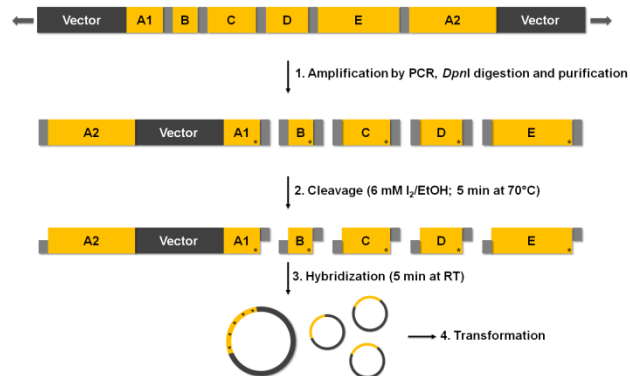 Vector A1 B C D E A2 Vector
1. Amplification by PCR, DpnI digestion and purification
A2 Vector A1 * B * C * D * E *
2. Cleavage (6 mM I₂/EtOH; 5 min at 70°C)
A2 Vector A1 * B * C * D * E *
3. Hybridization (5 min at RT)
4. Transformation